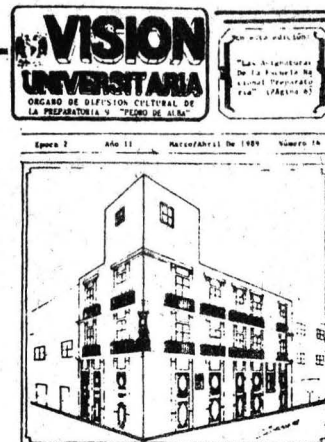 VISION
UNIVERSITARIA
ORGANO DE DIFUSION CULTURAL DE
LA PREPARATORIA 9 "PEDRO DE ALBA"
En esta edición:
"Las Asignaturas
De la Escuela Na
cional Preparato
ria" (Página 6)
Epoca 2 Año II Marzo/Abril De 1989 Número 14